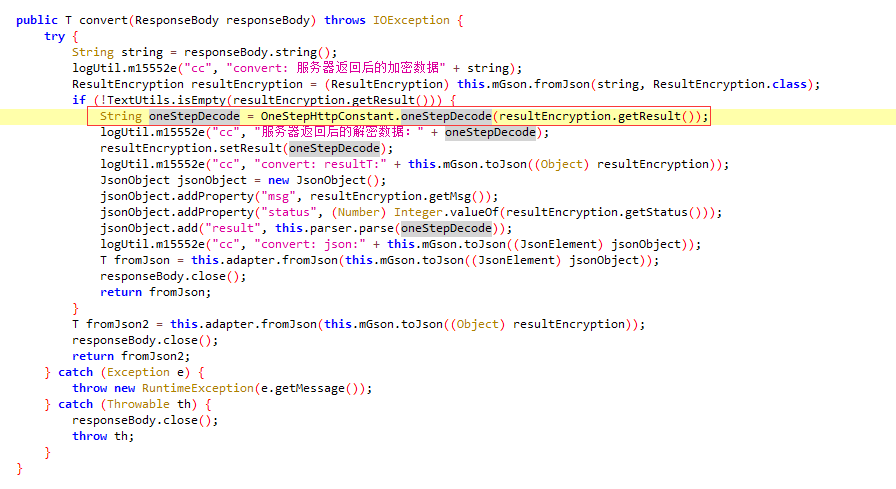 public T convert(ResponseBody responseBody) throws IOException {
try {
String string = responseBody.string();
logUtil.m15552e("cc", "convert: 服务器返回后的加密数据" + string);
ResultEncryption resultEncryption = (ResultEncryption) this.mGson.fromJson(string, ResultEncryption.class);
if (!TextUtils.isEmpty(resultEncryption.getResult())) {
String oneStepDecode = OneStepHttpConstant.oneStepDecode(resultEncryption.getResult());
logUtil.m15552e("cc", "服务器返回后的解密数据：" + oneStepDecode);
resultEncryption.setResult(oneStepDecode);
logUtil.m15552e("cc", "convert: resultT:" + this.mGson.toJson((Object) resultEncryption));
JsonObject jsonObject = new JsonObject();
jsonObject.addProperty("msg", resultEncryption.getMsg());
jsonObject.addProperty("status", (Number) Integer.valueOf(resultEncryption.getStatus()));
jsonObject.add("result", this.parser.parse(oneStepDecode));
logUtil.m15552e("cc", "convert: json:" + this.mGson.toJson((JsonElement) jsonObject));
T fromJson = this.adapter.fromJson(this.mGson.toJson((JsonElement) jsonObject));
responseBody.close();
return fromJson;
}
T fromJson2 = this.adapter.fromJson(this.mGson.toJson((Object) resultEncryption));
responseBody.close();
return fromJson2;
} catch (Exception e) {
throw new RuntimeException(e.getMessage());
} catch (Throwable th) {
responseBody.close();
throw th;
}
}